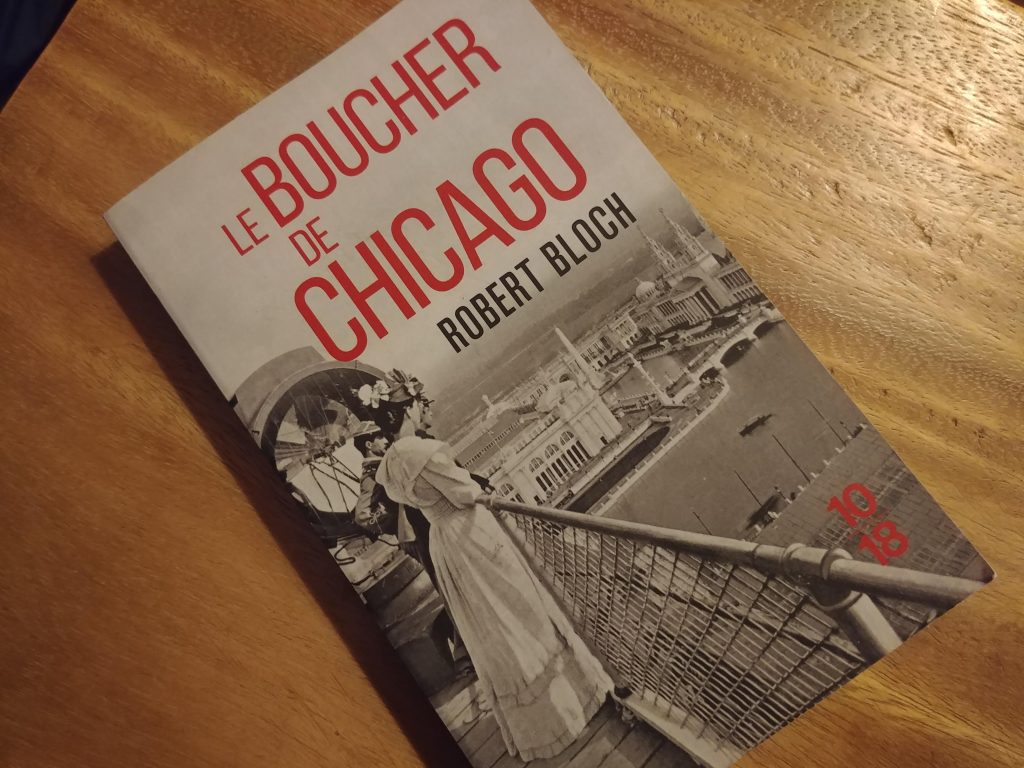 LE BOUCHER
DE
CHICAGO
ROBERT BLOCH
10
18